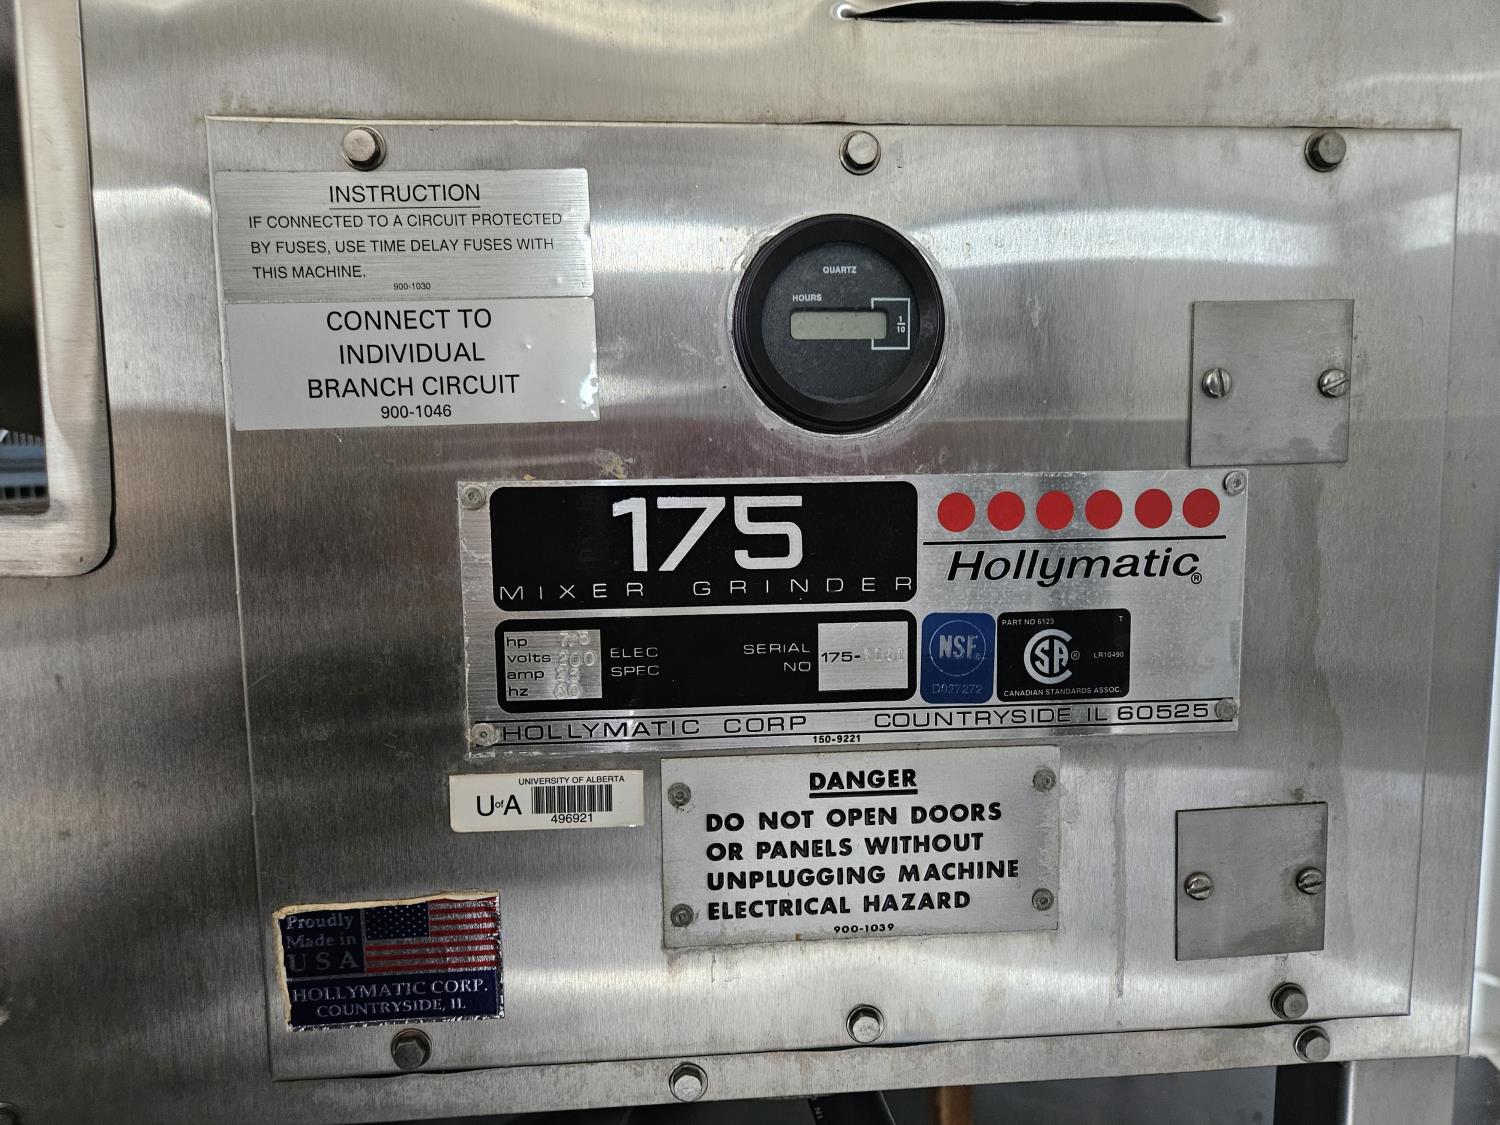 INSTRUCTION
IF CONNECTED TO A CIRCUIT PROTECTED
BY FUSES, USE TIME DELAY FUSES WITH
THIS MACHINE.
900-1030
CONNECT TO
INDIVIDUAL
BRANCH CIRCUIT
900-1046
QUARTZ
HOURS
1
10
175
MIXER GRINDER
Hollymatic®
hp
volts 200
amp
hz 60
ELEC
SPEC
SERIAL
NO
175-
NSF
D027272
PART NO 6123 T
SA® LR10490
CANADIAN STANDARDS ASSOC.
HOLLYMATIC CORP COUNTRYSIDE IL 60525
150-9221
UNIVERSITY OF ALBERTA
UofA
496921
DANGER
DO NOT OPEN DOORS
OR PANELS WITHOUT
UNPLUGGING MACHINE
ELECTRICAL HAZARD
900-1039
Proudly
Made in
USA
HOLLYMATIC CORP.
COUNTRYSIDE, IL